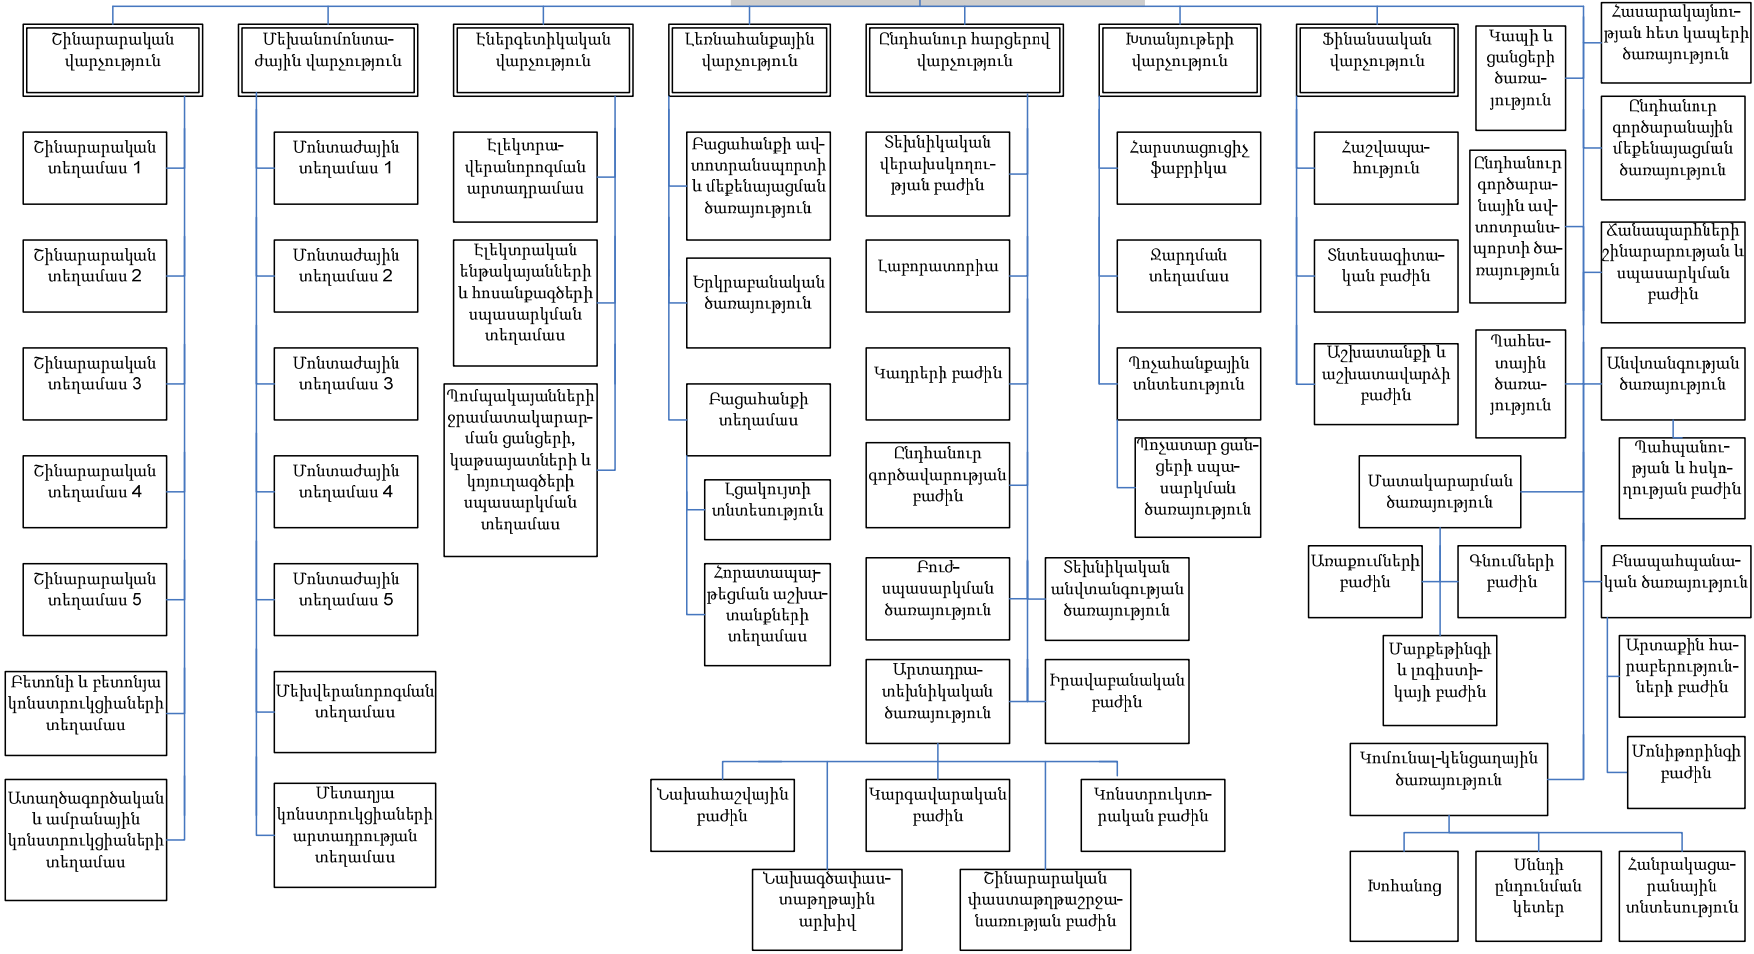 Շինարարական
վարչություն
Մեխանոմոնտա-
ժային վարչություն
Էներգետիկական
վարչություն
Լեռնահանքային
վարչություն
Ընդհանուր հարցերով
վարչություն
Խտանյութերի
վարչություն
Ֆինանսական
վարչություն
Կապի և
ցանցերի
ծառա-
յություն
Հասարակայնու-
թյան հետ կապերի
ծառայություն
Շինարարական
տեղամաս 1
Շինարարական
տեղամաս 2
Շինարարական
տեղամաս 3
Շինարարական
տեղամաս 4
Շինարարական
տեղամաս 5
Բետոնի և բետոնյա
կոնստրուկցիաների
տեղամաս
Ատաղծագործական
և ամրանային
կոնստրուկցիաների
տեղամաս
Մոնտաժային
տեղամաս 1
Մոնտաժային
տեղամաս 2
Մոնտաժային
տեղամաս 3
Մոնտաժային
տեղամաս 4
Մոնտաժային
տեղամաս 5
Մեխվերանորոգման
տեղամաս
Մետաղյա
կոնստրուկցիաների
արտադրության
տեղամաս
Էլեկտրա-
վերանորոգման
արտադրամաս
Էլեկտրական
ենթակայանների
և հոսանքագծերի
սպասարկման
տեղամաս
Պոմպակայանների
ջրամատակարար-
ման ցանցերի,
կաթսայատների և
կոյուղագծերի
սպասարկման
տեղամաս
Բացահանքի ավ-
տոտրանսպորտի
և մեքենայացման
ծառայություն
Երկրաբանական
ծառայություն
Բացահանքի
տեղամաս
Լցակույտի
տնտեսություն
Հորատապայ-
թեցման աշխա-
տանքների
տեղամաս
Տեխնիկական
վերահսկողու-
թյան բաժին
Լաբորատորիա
Կադրերի բաժին
Ընդհանուր
գործավարության
բաժին
Բուժ-
սպասարկման
ծառայություն
Տեխնիկական
անվտանգության
ծառայություն
Արտադրա-
տեխնիկական
ծառայություն
Իրավաբանական
բաժին
Նախահաշվային
բաժին
Կարգավարական
բաժին
Կոնստրուկտո-
րական բաժին
Նախագծափաս-
տաթղթային
արխիվ
Շինարարական
փաստաթղթաշրջա-
նառության բաժին
Հարստացուցիչ
ֆաբրիկա
Ջարդման
տեղամաս
Պոչահանքային
տնտեսություն
Պոչատար ցան-
ցերի սպա-
սարկման
ծառայություն
Հաշվապա-
հություն
Տնտեսագիտա-
կան բաժին
Աշխատանքի և
աշխատավարձի
բաժին
Ընդհանուր
գործարա-
նային ավ-
տոտրանս-
պորտի ծա-
ռայություն
Պահես-
տային
ծառա-
յություն
Մատակարարման
ծառայություն
Առաքումների
բաժին
Գնումների
բաժին
Մարքեթինգի
և լոգիստի-
կայի բաժին
Կոմունալ-կենցաղային
ծառայություն
Խոհանոց
Սննդի
ընդունման
կետեր
Հանրակացա-
րանային
տնտեսություն
Ընդհանուր
գործարանային
մեքենայացման
ծառայություն
Ճանապարհների
շինարարության և
սպասարկման
բաժին
Անվտանգության
ծառայություն
Պահպանու-
թյան և հսկո-
ղության բաժին
Բնապահպանա-
կան ծառայություն
Արտաքին հա-
րաբերություն-
ների բաժին
Մոնիթորինգի
բաժին